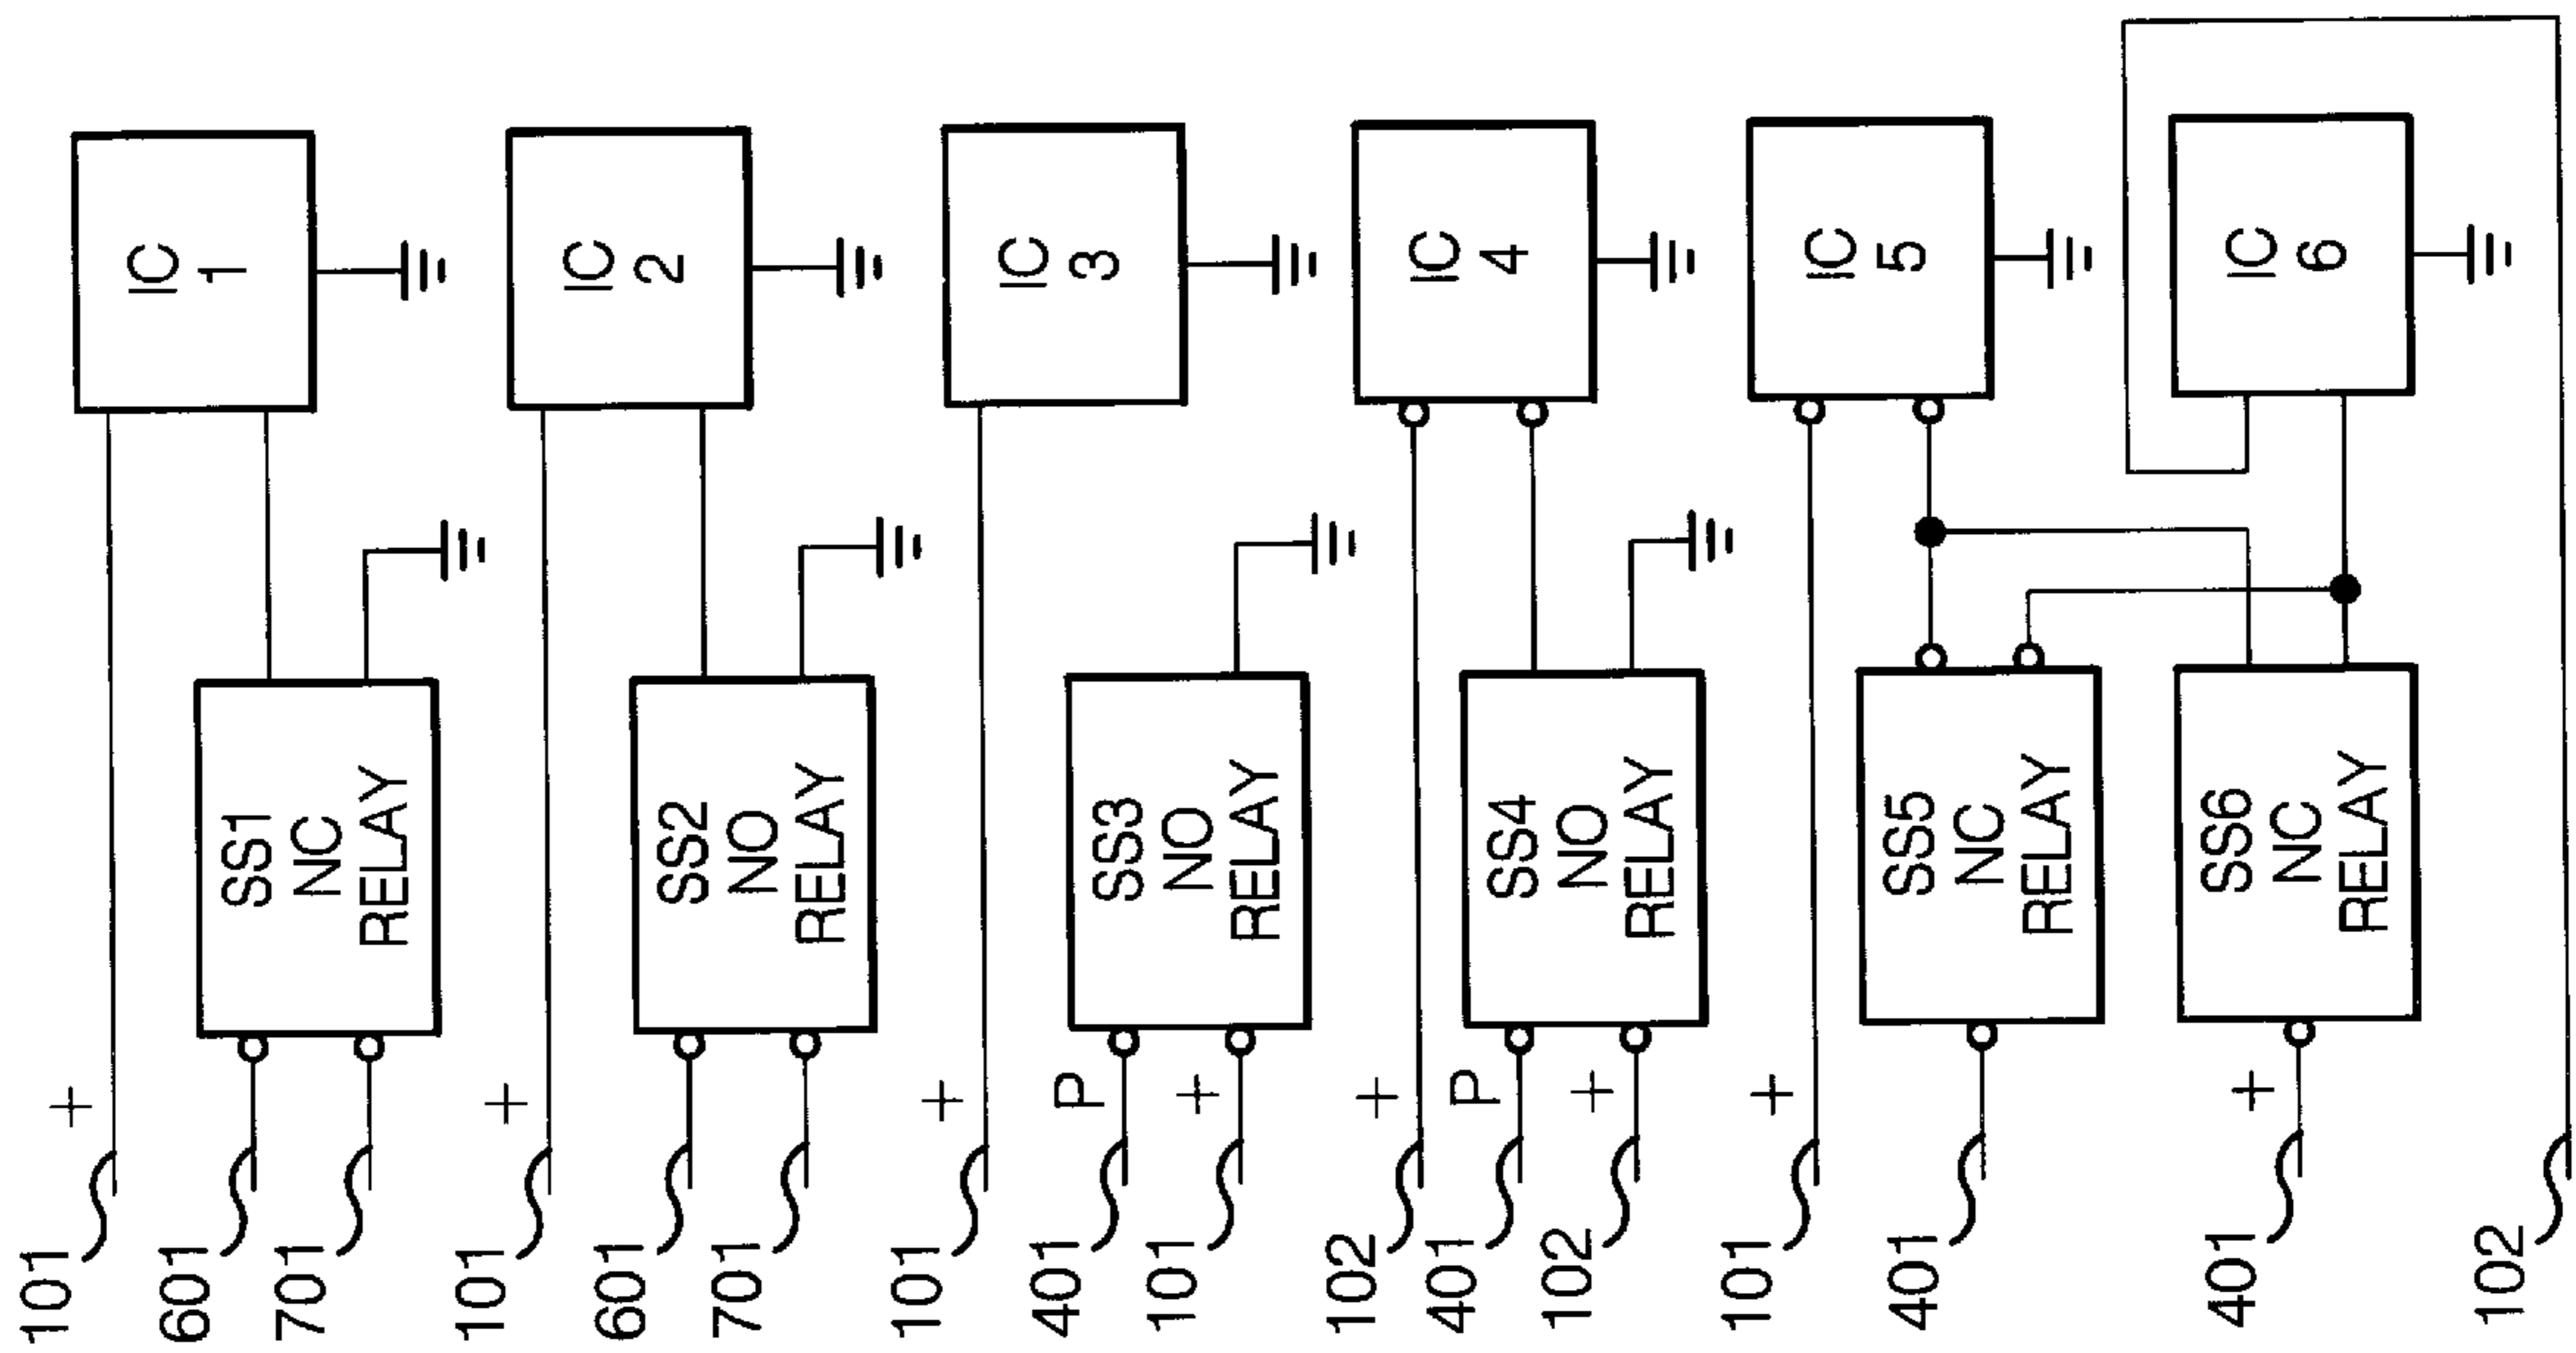 101
+
601
701
SS1
NC
RELAY
IC
1
101
+
601
701
SS2
NO
RELAY
IC
2
101
+
401
P
101
+
SS3
NO
RELAY
IC
3
102
+
401
P
102
+
SS4
NO
RELAY
IC
4
101
+
401
SS5
NC
RELAY
IC
5
401
+
SS6
NC
RELAY
IC
6
102